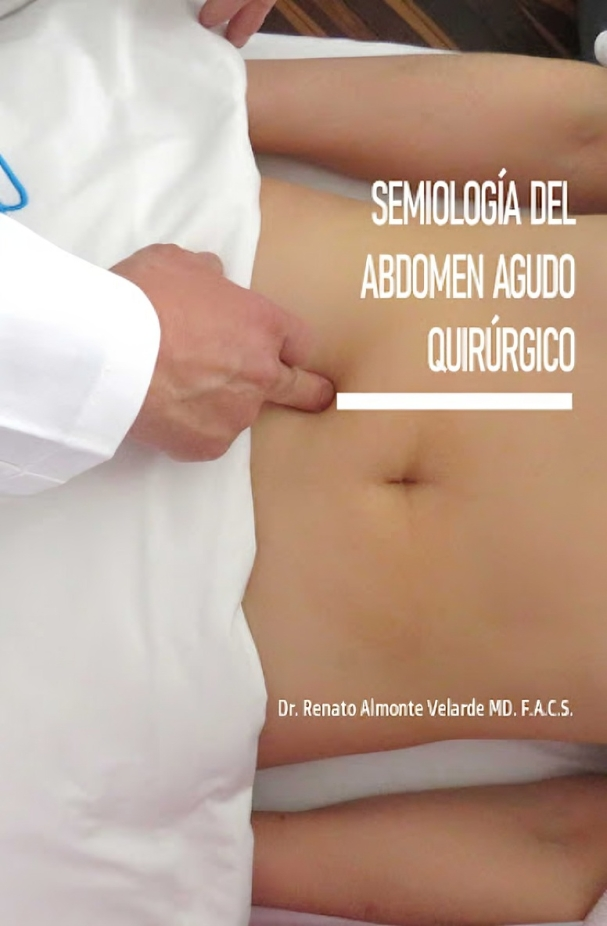 SEMIOLOGÍA DEL
ABDOMEN AGUDO
QUIRÚRGICO
Dr. Renato Almonte Velarde MD. F.A.C.S.